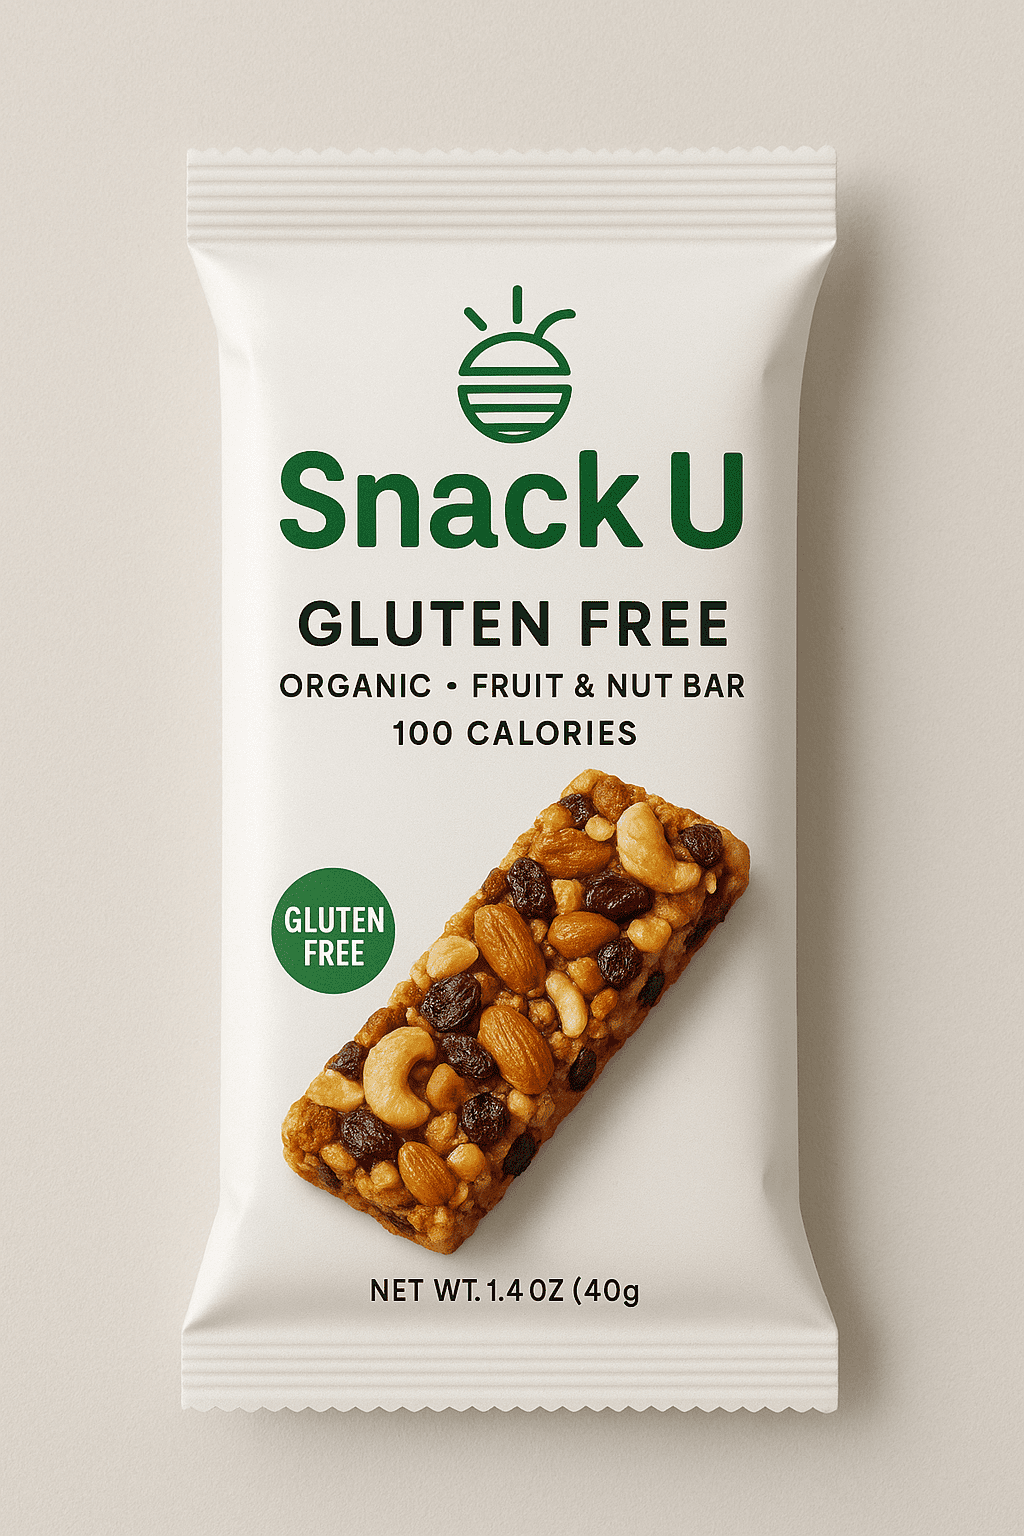 Snack U
GLUTEN FREE
ORGANIC • FRUIT & NUT BAR
100 CALORIES
GLUTEN
FREE
NET WT. 1.4 OZ (40g